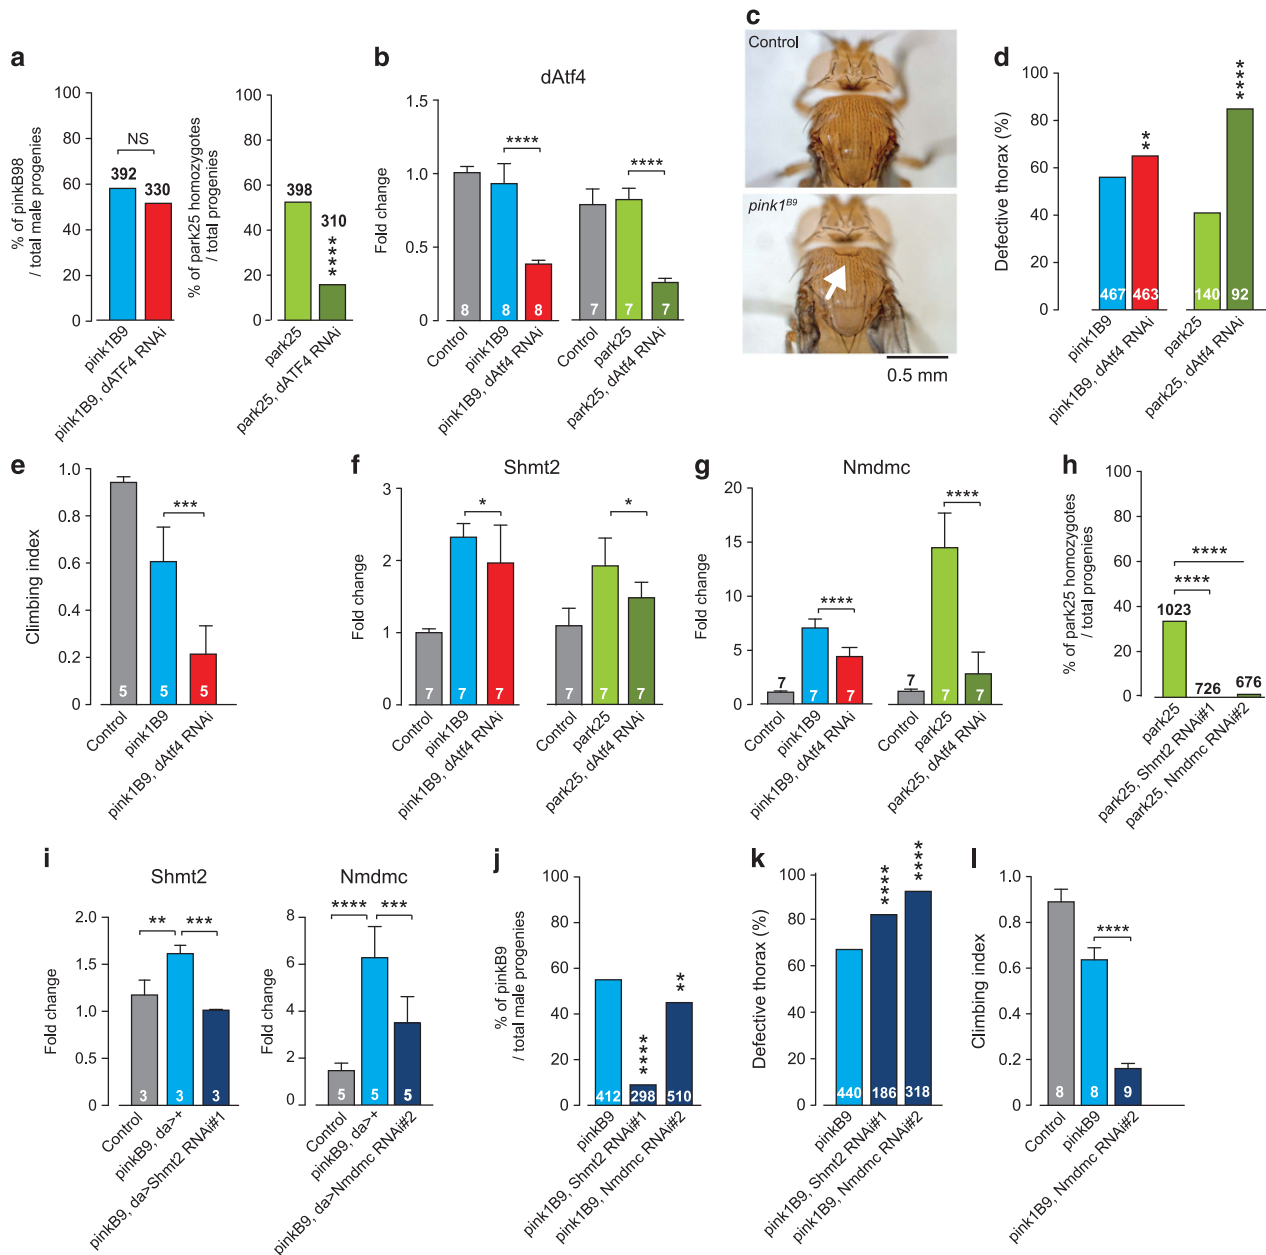 a
% of pinkB98
/ total male progenies
100
80
60
40
20
0
NS
392
330
pink1B9
pink1B9, dATF4 RNAi
% of park25 homozygotes
/ total progenies
100
80
60
40
20
0
398
310
****
park25
park25, dATF4 RNAi
b
dAtf4
Fold change
1.5
1.0
0.5
0
****
****
8
8
8
7
7
7
Control
pink1B9
pink1B9, dAtf4 RNAi
Control
park25
park25, dAtf4 RNAi
c
Control
pink1B9
0.5 mm
d
Defective thorax (%)
100
80
60
40
20
0
**
****
467
463
140
92
pink1B9
pink1B9, dAtf4 RNAi
park25
park25, dAtf4 RNAi
e
Climbing index
1.0
0.8
0.6
0.4
0.2
0
***
5
5
5
Control
pink1B9
pink1B9, dAtf4 RNAi
f
Shmt2
Fold change
3
2
1
0
*
*
7
7
7
7
7
7
Control
pink1B9
pink1B9, dAtf4 RNAi
Control
park25
park25, dAtf4 RNAi
g
Nmdmc
Fold change
20
15
10
5
0
****
****
7
7
7
7
7
7
Control
pink1B9
pink1B9, dAtf4 RNAi
Control
park25
park25, dAtf4 RNAi
h
% of park25 homozygotes
/ total progenies
100
80
60
40
20
0
****
****
1023
726
676
park25
park25, Shmt2 RNAi#1
park25, Nmdmc RNAi#2
i
Shmt2
Fold change
2.0
1.5
1.0
0.5
0
**
***
3
3
3
Control
pinkB9, da>+
pinkB9, da>Shmt2 RNAi#1
Nmdmc
Fold change
8
6
4
2
0
****
***
5
5
5
Control
pinkB9, da>+
pinkB9, da>Nmdmc RNAi#2
j
% of pinkB9
/ total male progenies
100
80
60
40
20
0
****
**
412
298
510
pinkB9
pink1B9, Shmt2 RNAi#1
pink1B9, Nmdmc RNAi#2
k
Defective thorax (%)
100
80
60
40
20
0
****
****
440
186
318
pinkB9
pink1B9, Shmt2 RNAi#1
pink1B9, Nmdmc RNAi#2
l
Climbing index
1.0
0.8
0.6
0.4
0.2
0
****
8
8
9
Control
pinkB9
pink1B9, Nmdmc RNAi#2